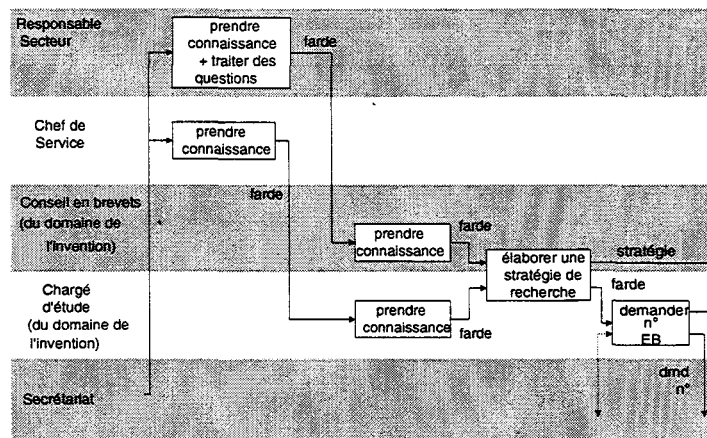 Responsable
Secteur
prendre
connaissance
+ traiter des
questions
farde
Chef de
Service
prendre
connaissance
farde
Conseil en brevets
(du domaine de
l'invention)
prendre
connaissance
farde
élaborer une
stratégie de
recherche
stratégie
farde
Chargé
d'étude
(du domaine de
l'invention)
prendre
connaissance
farde
demander
n°
EB
dmd
n°
Secrétariat